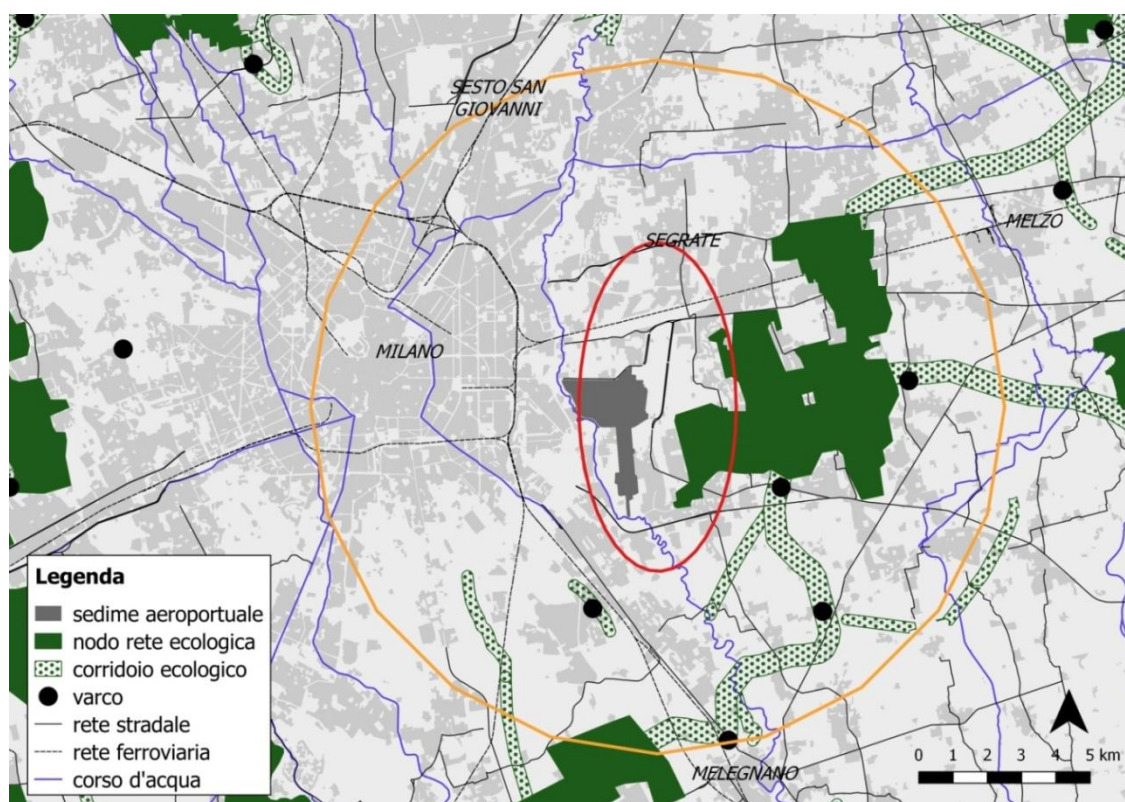 SESTO SAN
GIOVANNI
MELZO
SEGRATE
MILANO
MELEGNANO
Legenda
sedime aeroportuale
nodo rete ecologica
corridoio ecologico
varco
rete stradale
rete ferroviaria
corso d'acqua
0 1 2 3 4 5 km